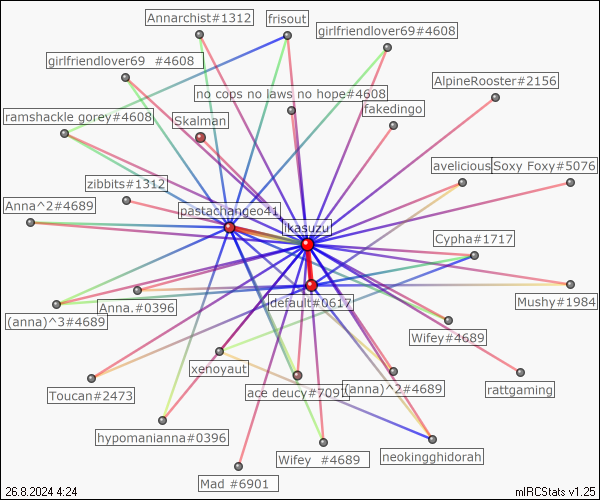 Annarchist#1312
frisout
girlfriendlover69#4608
girlfriendlover69 #4608
AlpineRooster#2156
no cops no laws no hope#4608
ramshackle gorey#4608
Skalman
fakedingo
avelicious
Soxy Foxy#5076
zibbits#1312
Anna^2#4689
pastachangeo41
ikasuzu
Cypha#1717
Anna.#0396
default#0617
Mushy#1984
(anna)^3#4689
Wifey#4689
xenoyaut
Toucan#2473
ace deucy#7097
(anna)^2#4689
rattgaming
hypomanianna#0396
Wifey #4689
neokingghidorah
Mad #6901
26.8.2024 4:24
mIRCStats v1.25